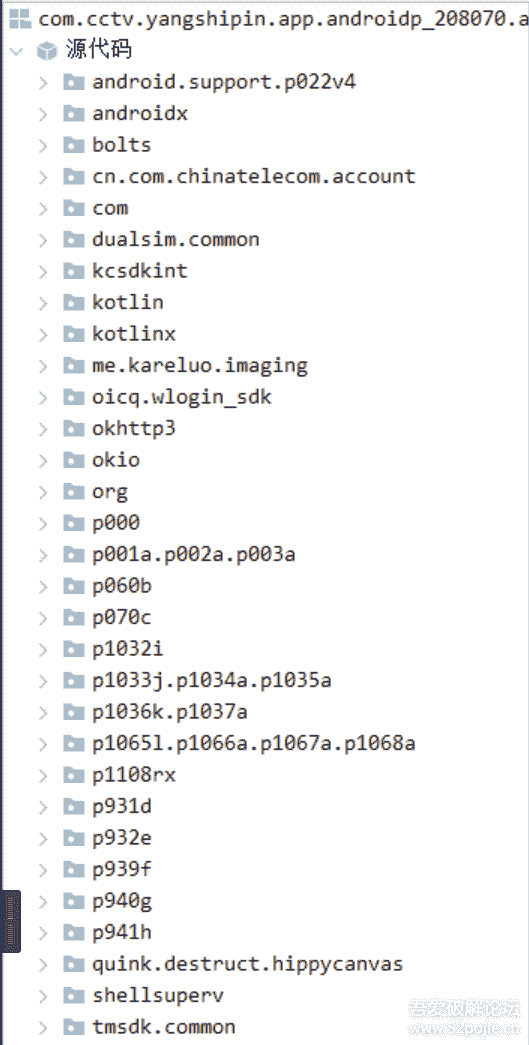 com.cctv.yangshipin.app.androidp_208070.a
源代码
android.support.p022v4
androidx
bolts
cn.com.chinatelecom.account
com
dualsim.common
kcsdkint
kotlin
kotlinx
me.kareluo.imaging
oicq.wlogin_sdk
okhttp3
okio
org
p000
p001a.p002a.p003a
p060b
p070c
p1032i
p1033j.p1034a.p1035a
p1036k.p1037a
p1065l.p1066a.p1067a.p1068a
p1108rx
p931d
p932e
p939f
p940g
p941h
quink.destruct.hippycanvas
shellsuperv
tmsdk.common
吾爱破解论坛
www.52pojie.cn